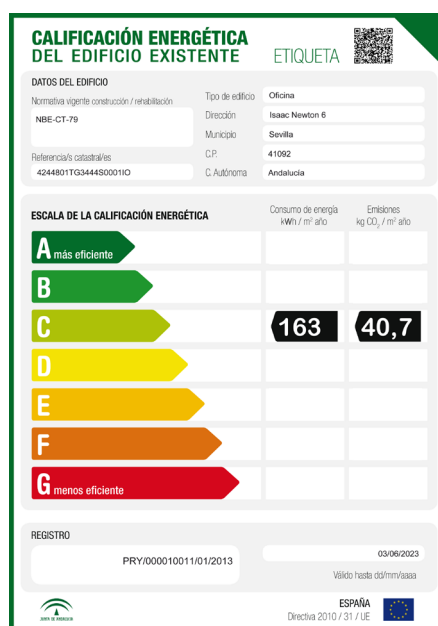 CALIFICACIÓN ENERGÉTICA
DEL EDIFICIO EXISTENTE
ETIQUETA
DATOS DEL EDIFICIO
Normativa vigente construcción / rehabilitación
NBE-CT-79
Referencia/s catastral/es
4244801TG3444S0001IO
Tipo de edificio
Oficina
Dirección
Isaac Newton 6
Municipio
Sevilla
C.P.
41092
C. Autónoma
Andalucía
ESCALA DE LA CALIFICACIÓN ENERGÉTICA
Consumo de energía
kWh / m² año
Emisiones
kg CO₂ / m² año
A más eficiente
B
C
163
40,7
D
E
F
G menos eficiente
REGISTRO
PRY/000010011/01/2013
03/06/2023
Válido hasta dd/mm/aaaa
JUNTA DE ANDALUCIA
ESPAÑA
Directiva 2010 / 31 / UE